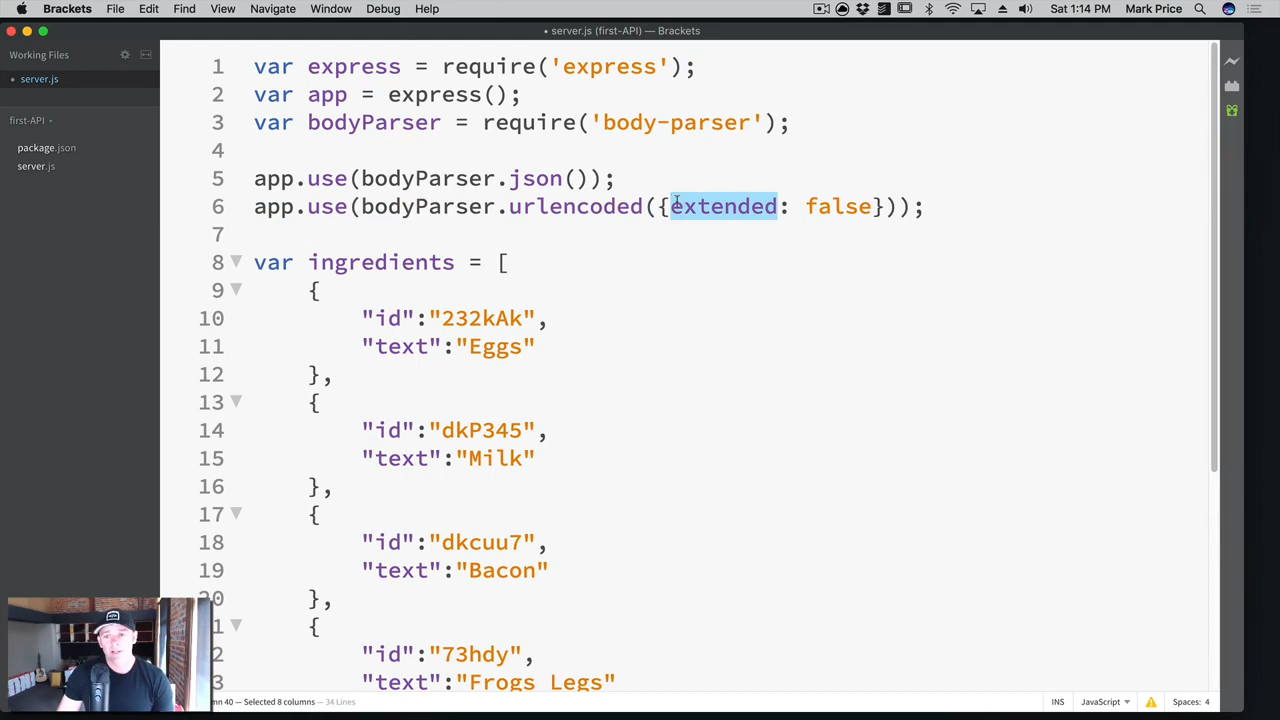 Brackets File Edit Find View Navigate Window Debug Help Sat 1:14 PM Mark Price
• server.js (first-API) — Brackets
Working Files
• server.js
first-API
package.json
server.js
1 var express = require('express');
2 var app = express();
3 var bodyParser = require('body-parser');
4
5 app.use(bodyParser.json());
6 app.use(bodyParser.urlencoded({extended: false}));
7
8 var ingredients = [
9 {
10 "id":"232kAk",
11 "text":"Eggs"
12 },
13 {
14 "id":"dkP345",
15 "text":"Milk"
16 },
17 {
18 "id":"dkcuu7",
19 "text":"Bacon"
20 },
1 {
2 "id":"73hdy",
3 "text":"Frogs Legs"
mn 40 — Selected 8 columns — 34 Lines INS JavaScript Spaces: 4